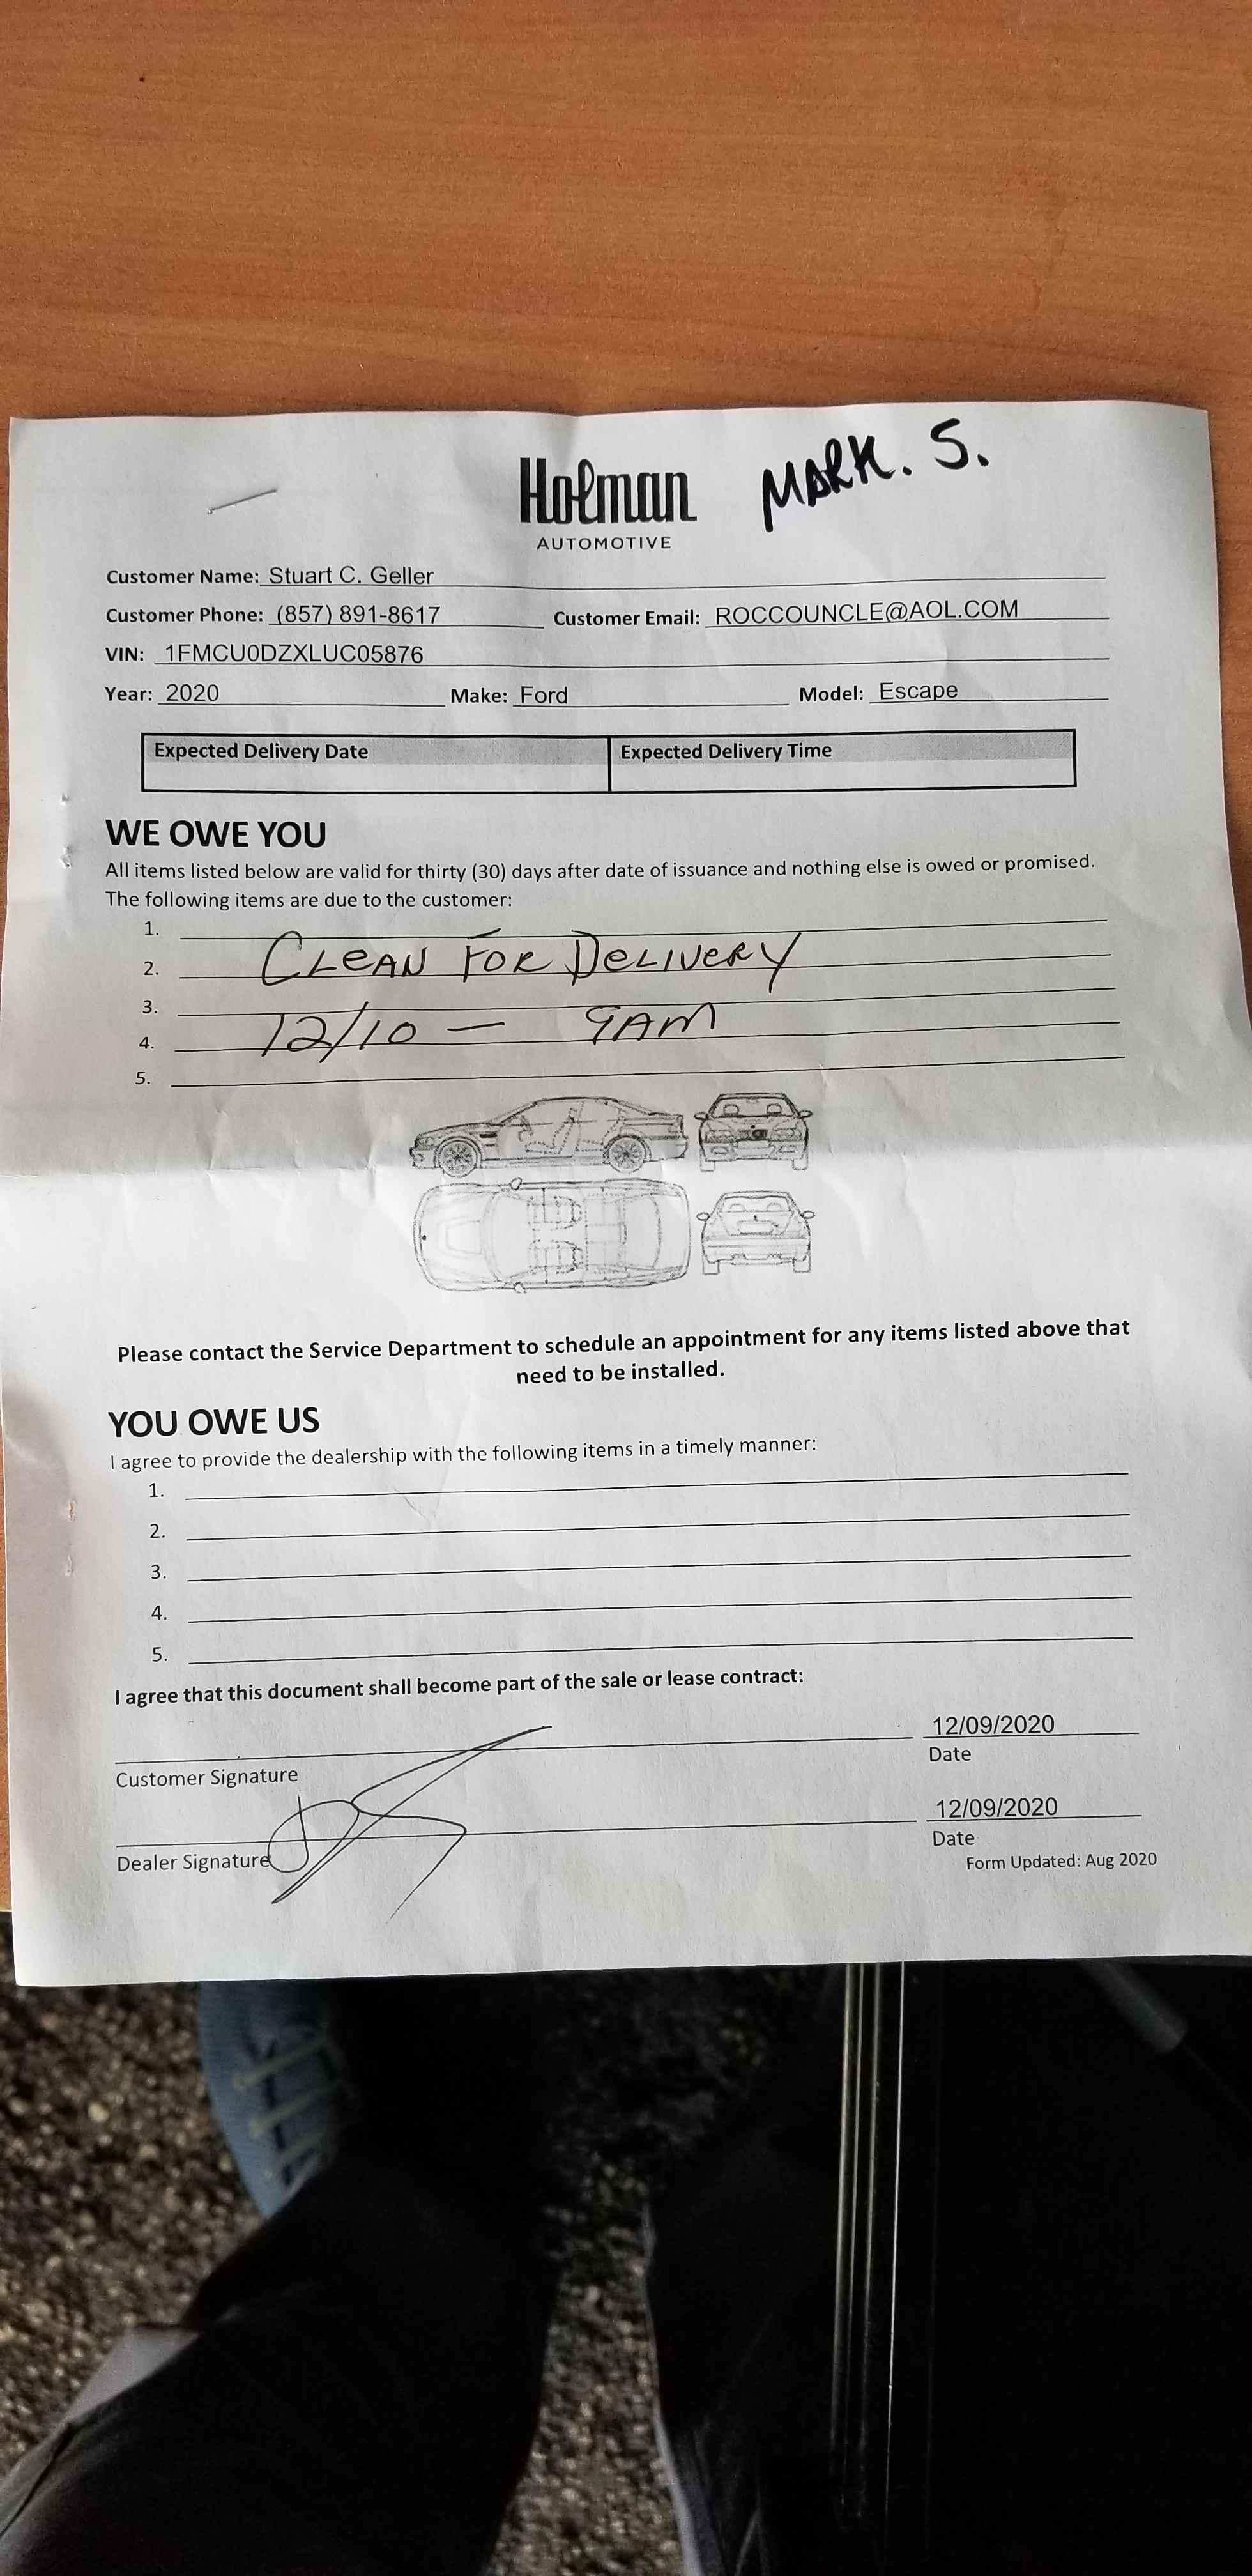 Holman
AUTOMOTIVE
MARK. S.
Customer Name: Stuart C. Geller
Customer Phone: (857) 891-8617 Customer Email: ROCCOUNCLE@AOL.COM
VIN: 1FMCU0DZXLUC05876
Year: 2020 Make: Ford Model: Escape
Expected Delivery Date Expected Delivery Time
WE OWE YOU
All items listed below are valid for thirty (30) days after date of issuance and nothing else is owed or promised.
The following items are due to the customer:
1.
2. CLEAN FOR DELIVERY
3.
4. 12/10 — 9AM
5.
Please contact the Service Department to schedule an appointment for any items listed above that
need to be installed.
YOU OWE US
I agree to provide the dealership with the following items in a timely manner:
1.
2.
3.
4.
5.
I agree that this document shall become part of the sale or lease contract:
12/09/2020
Customer Signature Date
12/09/2020
Dealer Signature Date
Form Updated: Aug 2020